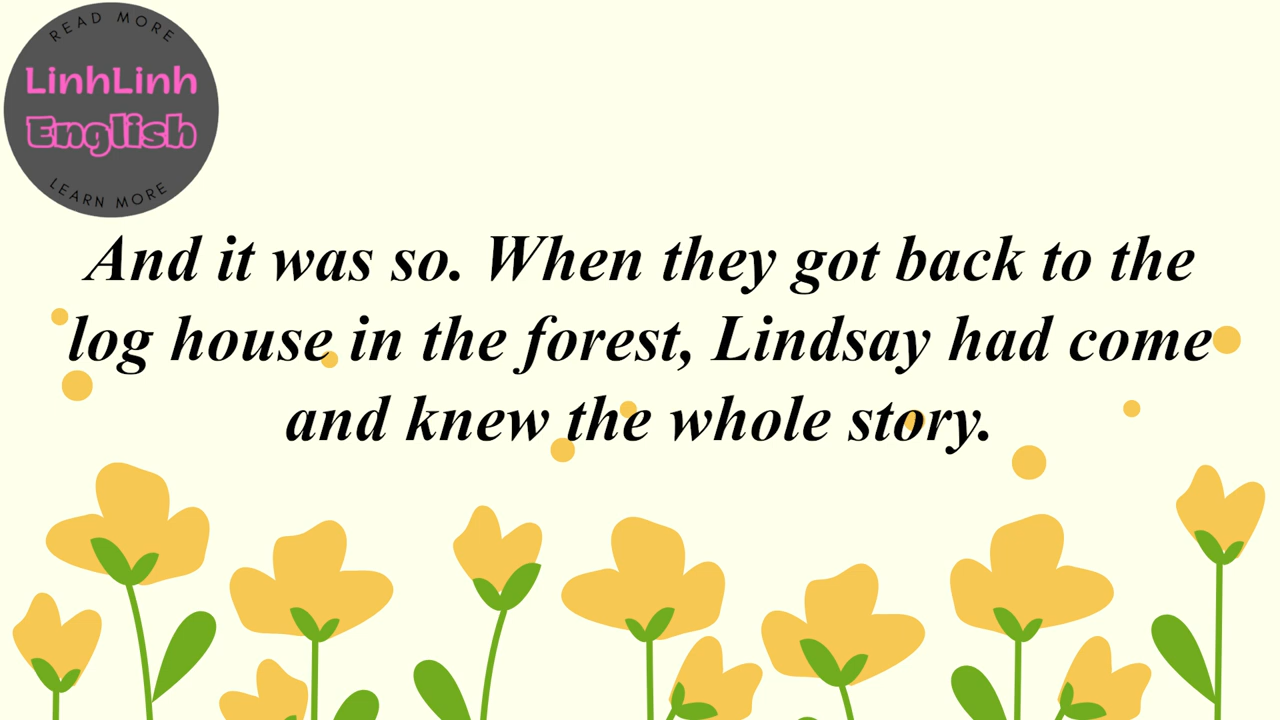 READ MORE
LinhLinh
English
LEARN MORE
And it was so. When they got back to the
log house in the forest, Lindsay had come
and knew the whole story.